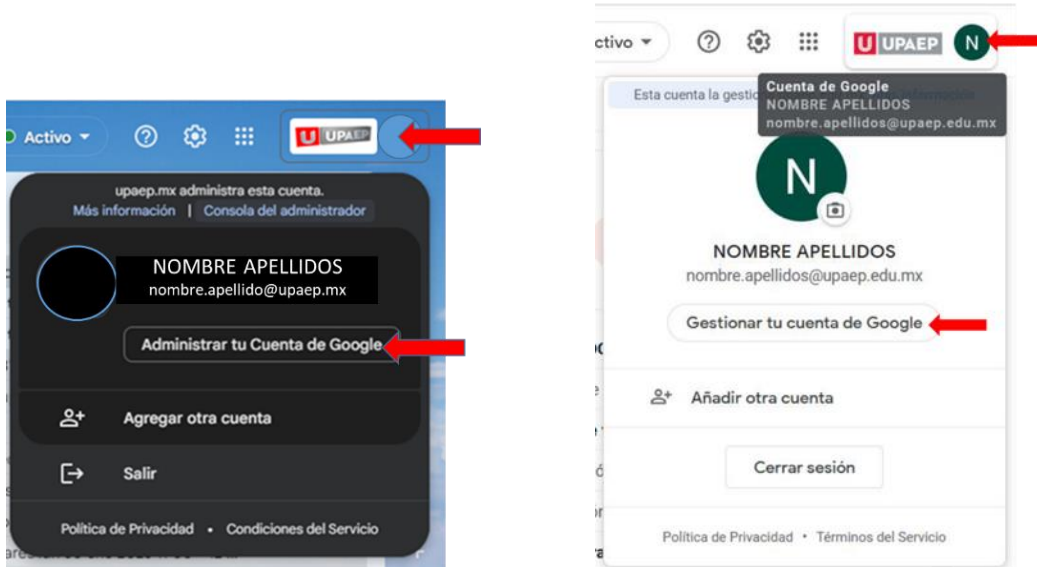 Activo
UPAEP
upaep.mx administra esta cuenta.
Más información | Consola del administrador
NOMBRE APELLIDOS
nombre.apellido@upaep.mx
Administrar tu Cuenta de Google
Agregar otra cuenta
Salir
Política de Privacidad • Condiciones del Servicio
ctivo
U UPAEP N
Esta cuenta la gestio
Cuenta de Google
NOMBRE APELLIDOS
nombre.apellidos@upaep.edu.mx
N
NOMBRE APELLIDOS
nombre.apellidos@upaep.edu.mx
Gestionar tu cuenta de Google
Añadir otra cuenta
Cerrar sesión
Política de Privacidad • Términos del Servicio